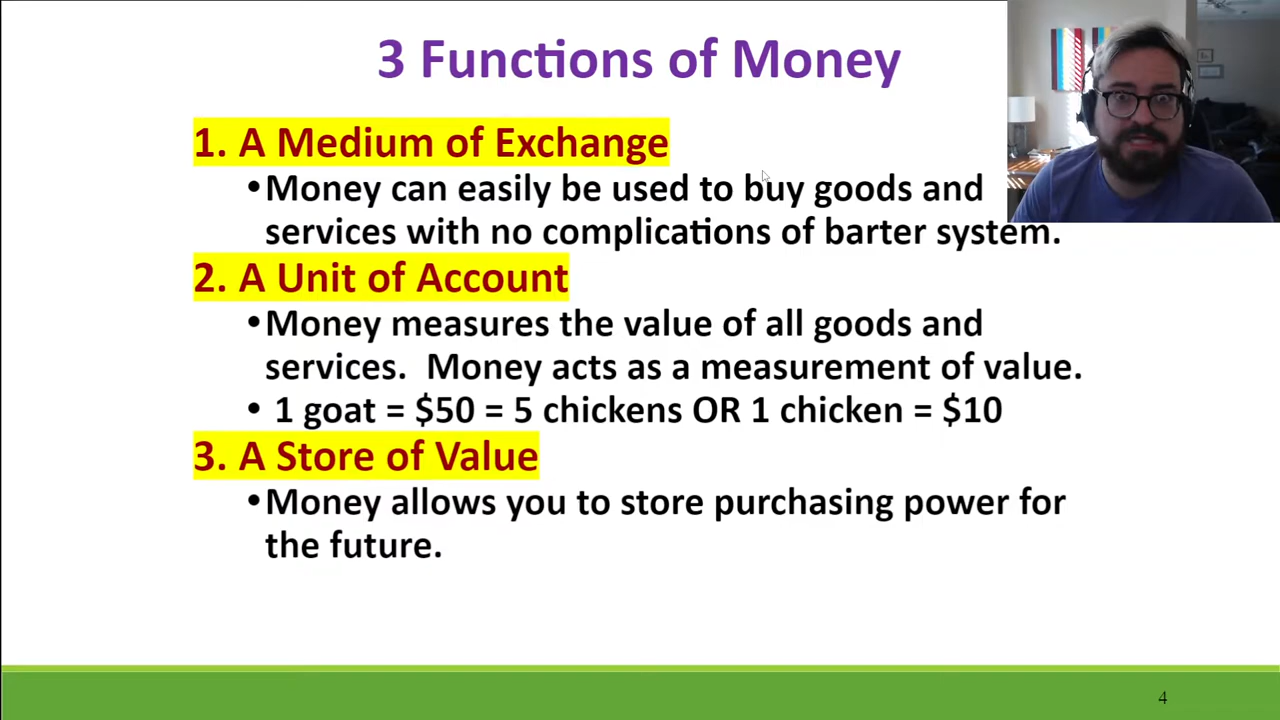 3 Functions of Money
1. A Medium of Exchange
•Money can easily be used to buy goods and
services with no complications of barter system.
2. A Unit of Account
•Money measures the value of all goods and
services.  Money acts as a measurement of value.
• 1 goat = $50 = 5 chickens OR 1 chicken = $10
3. A Store of Value
•Money allows you to store purchasing power for
the future.
4